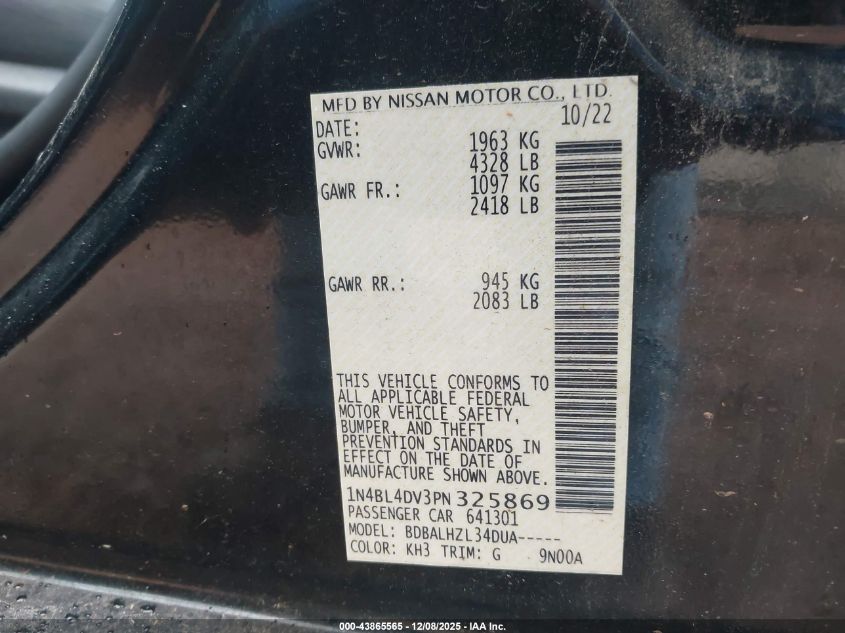 MFD BY NISSAN MOTOR CO., LTD.
DATE: 10/22
GVWR: 1963 KG
4328 LB
GAWR FR.: 1097 KG
2418 LB
GAWR RR.: 945 KG
2083 LB
THIS VEHICLE CONFORMS TO
ALL APPLICABLE FEDERAL
MOTOR VEHICLE SAFETY,
BUMPER, AND THEFT
PREVENTION STANDARDS IN
EFFECT ON THE DATE OF
MANUFACTURE SHOWN ABOVE.
1N4BL4DV3PN325869
PASSENGER CAR 641301
MODEL: BDBALHZL34DUA-----
COLOR: KH3 TRIM: G 9N00A
000-43865565 - 12/08/2025 - IAA Inc.